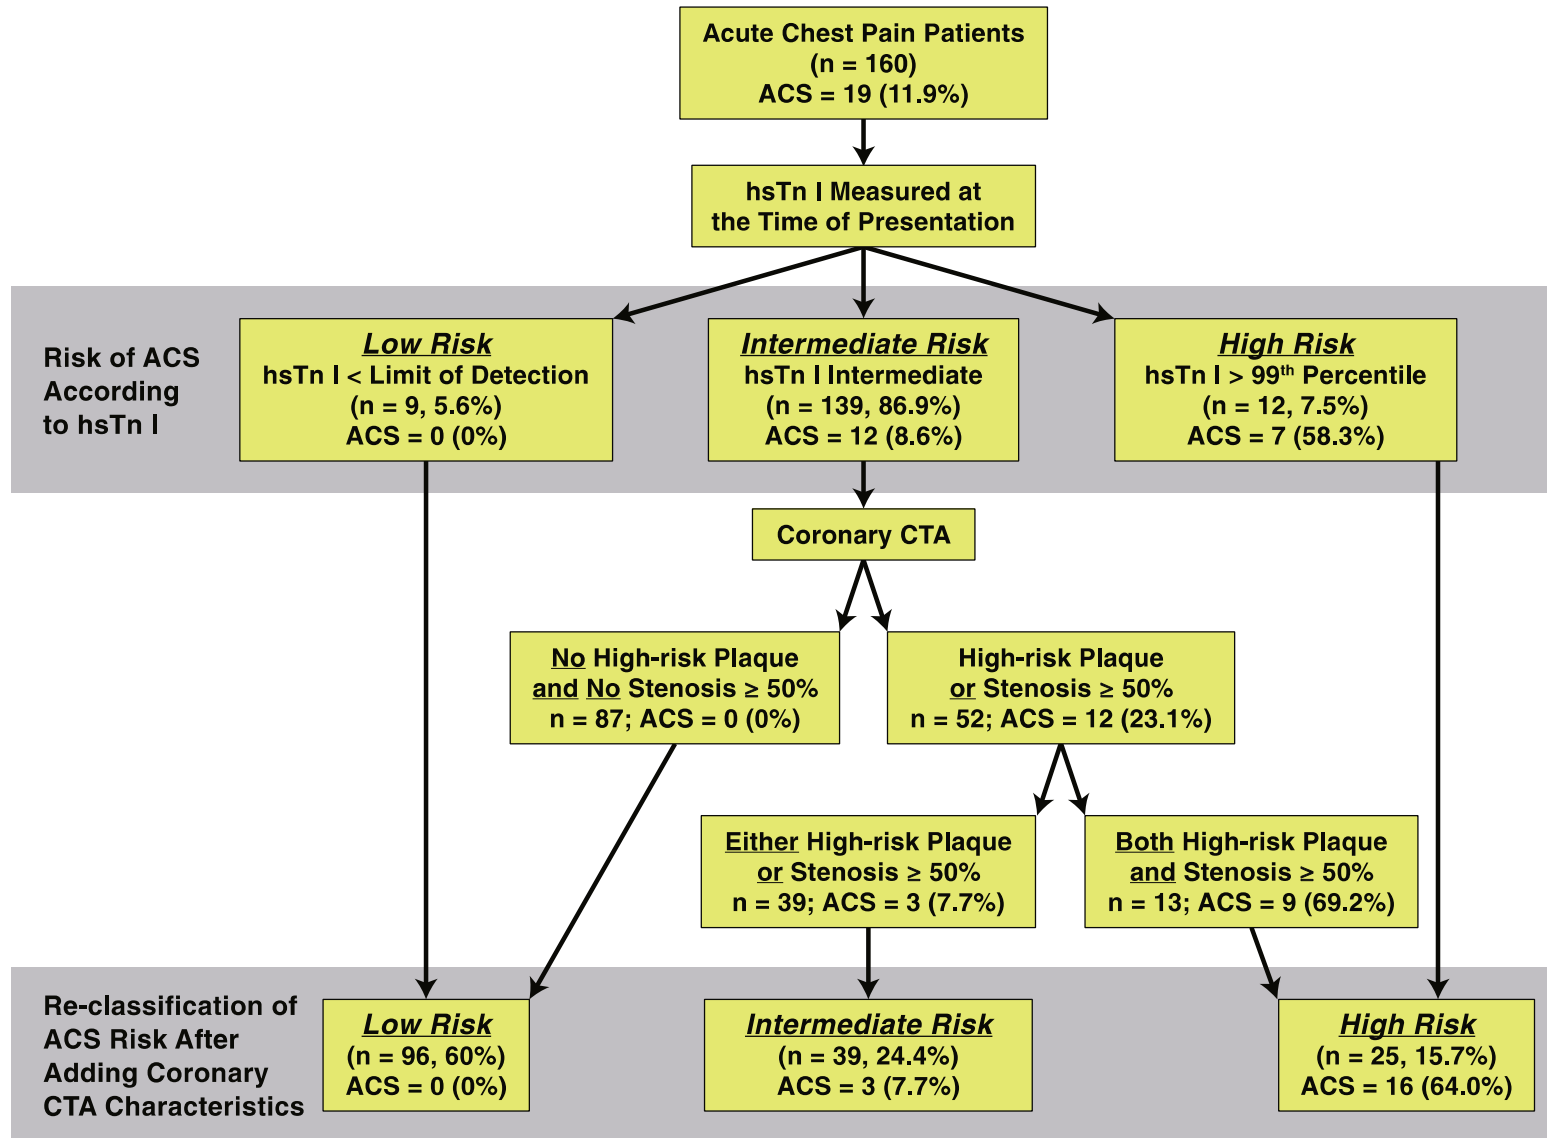 Acute Chest Pain Patients
(n = 160)
ACS = 19 (11.9%)
hsTn I Measured at
the Time of Presentation
Risk of ACS
According
to hsTn I
Low Risk
hsTn I < Limit of Detection
(n = 9, 5.6%)
ACS = 0 (0%)
Intermediate Risk
hsTn I Intermediate
(n = 139, 86.9%)
ACS = 12 (8.6%)
High Risk
hsTn I > 99th Percentile
(n = 12, 7.5%)
ACS = 7 (58.3%)
Coronary CTA
No High-risk Plaque
and No Stenosis ≥ 50%
n = 87; ACS = 0 (0%)
High-risk Plaque
or Stenosis ≥ 50%
n = 52; ACS = 12 (23.1%)
Either High-risk Plaque
or Stenosis ≥ 50%
n = 39; ACS = 3 (7.7%)
Both High-risk Plaque
and Stenosis ≥ 50%
n = 13; ACS = 9 (69.2%)
Re-classification of
ACS Risk After
Adding Coronary
CTA Characteristics
Low Risk
(n = 96, 60%)
ACS = 0 (0%)
Intermediate Risk
(n = 39, 24.4%)
ACS = 3 (7.7%)
High Risk
(n = 25, 15.7%)
ACS = 16 (64.0%)